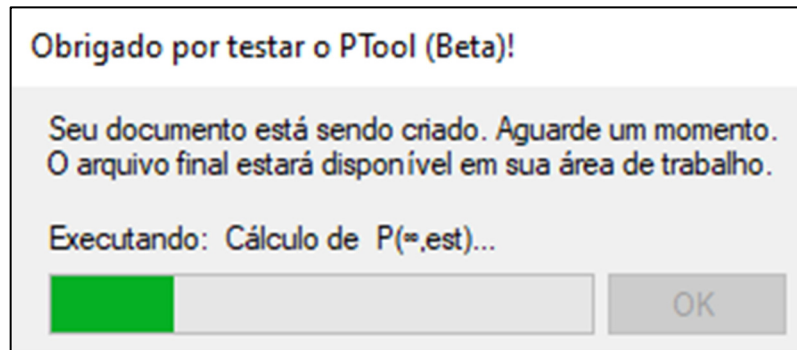 Obrigado por testar o PTool (Beta)!
Seu documento está sendo criado. Aguarde um momento.
O arquivo final estará disponível em sua área de trabalho.
Executando: Cálculo de P(∞,est)...
OK